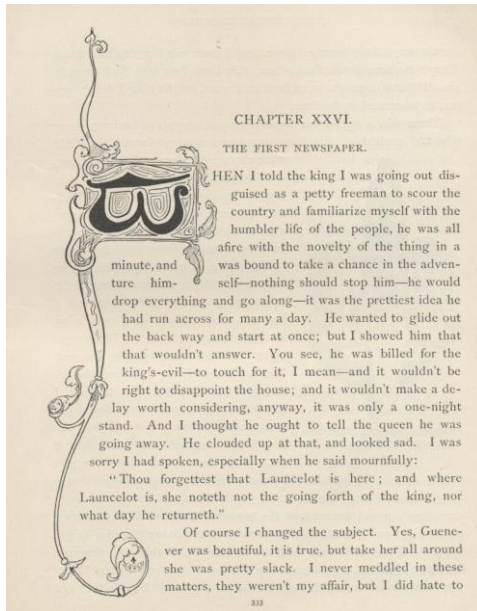 CHAPTER XXVI.
THE FIRST NEWSPAPER.
WHEN I told the king I was going out dis-
guised as a petty freeman to scour the
country and familiarize myself with the
humbler life of the people, he was all
afire with the novelty of the thing in a
minute, and was bound to take a chance in the adven-
ture him- self—nothing should stop him—he would
drop everything and go along—it was the prettiest idea he
had run across for many a day. He wanted to glide out
the back way and start at once; but I showed him that
that wouldn't answer. You see, he was billed for the
king's-evil—to touch for it, I mean—and it wouldn't be
right to disappoint the house; and it wouldn't make a de-
lay worth considering, anyway, it was only a one-night
stand. And I thought he ought to tell the queen he was
going away. He clouded up at that, and looked sad. I was
sorry I had spoken, especially when he said mournfully:
"Thou forgettest that Launcelot is here; and where
Launcelot is, she noteth not the going forth of the king, nor
what day he returneth."
Of course I changed the subject. Yes, Guene-
ver was beautiful, it is true, but take her all around
she was pretty slack. I never meddled in these
matters, they weren't my affair, but I did hate to